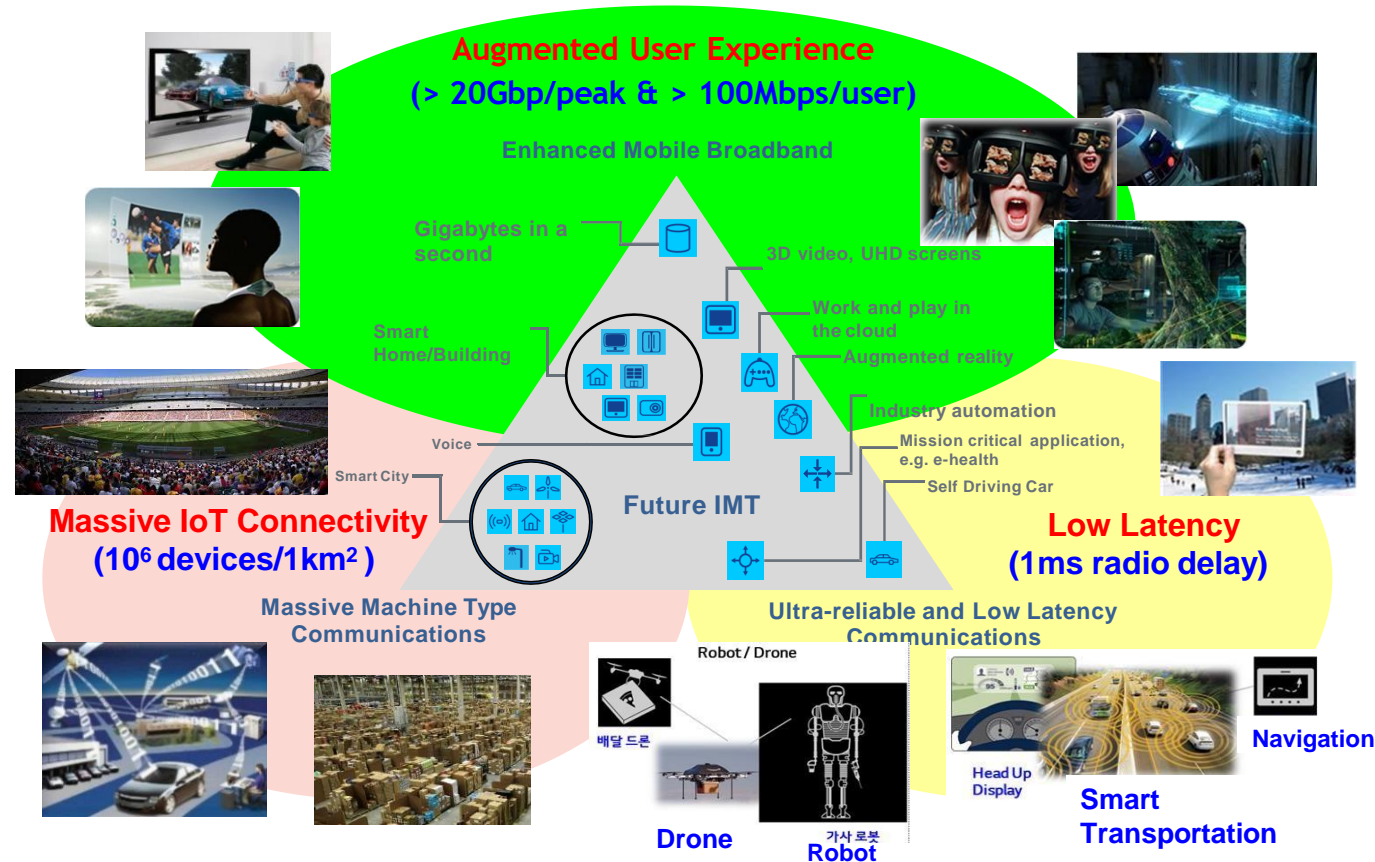 Augmented User Experience
(> 20Gbp/peak & > 100Mbps/user)
Enhanced Mobile Broadband
Gigabytes in a
second
3D video, UHD screens
Work and play in
the cloud
Smart
Home/Building
Augmented reality
Industry automation
Voice
Mission critical application,
e.g. e-health
Smart City
Self Driving Car
Future IMT
Massive IoT Connectivity
(10⁶ devices/1km² )
Low Latency
(1ms radio delay)
Massive Machine Type
Communications
Ultra-reliable and Low Latency
Communications
Robot / Drone
배달 드론
Drone
가사 로봇
Robot
95
Head Up
Display
Navigation
Smart
Transportation